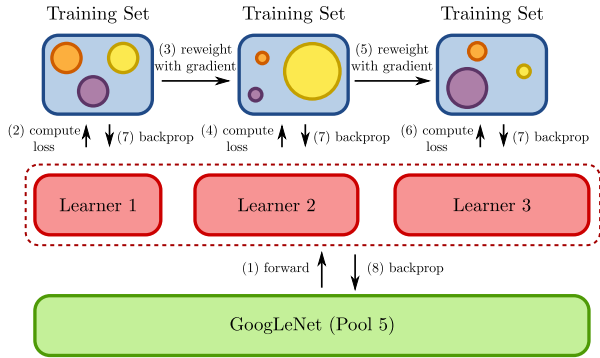 Training Set
Training Set
Training Set
(3) reweight
with gradient
(5) reweight
with gradient
(2) compute
loss
(7) backprop
(4) compute
loss
(7) backprop
(6) compute
loss
(7) backprop
Learner 1
Learner 2
Learner 3
(1) forward
(8) backprop
GoogLeNet (Pool 5)